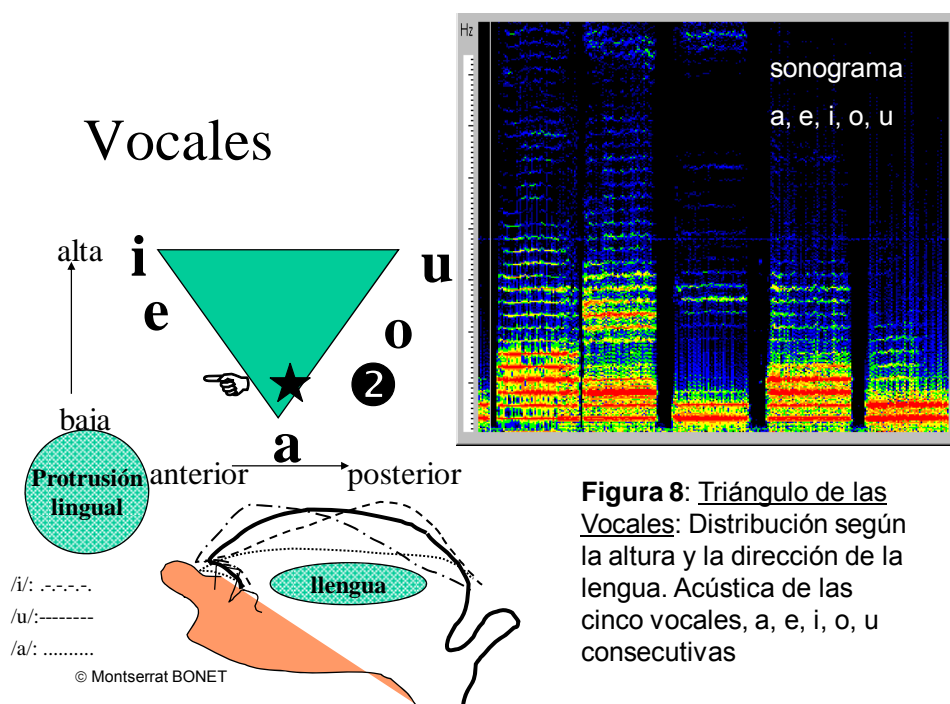 Vocales
Hz
sonograma
a, e, i, o, u
alta
i
u
e
o
2
baja
a
anterior
posterior
Protrusión
lingual
llengua
/i/: .-.-.-.-.
/u/:--------
/a/: ..........
© Montserrat BONET
Figura 8: Triángulo de las
Vocales: Distribución según
la altura y la dirección de la
lengua. Acústica de las
cinco vocales, a, e, i, o, u
consecutivas